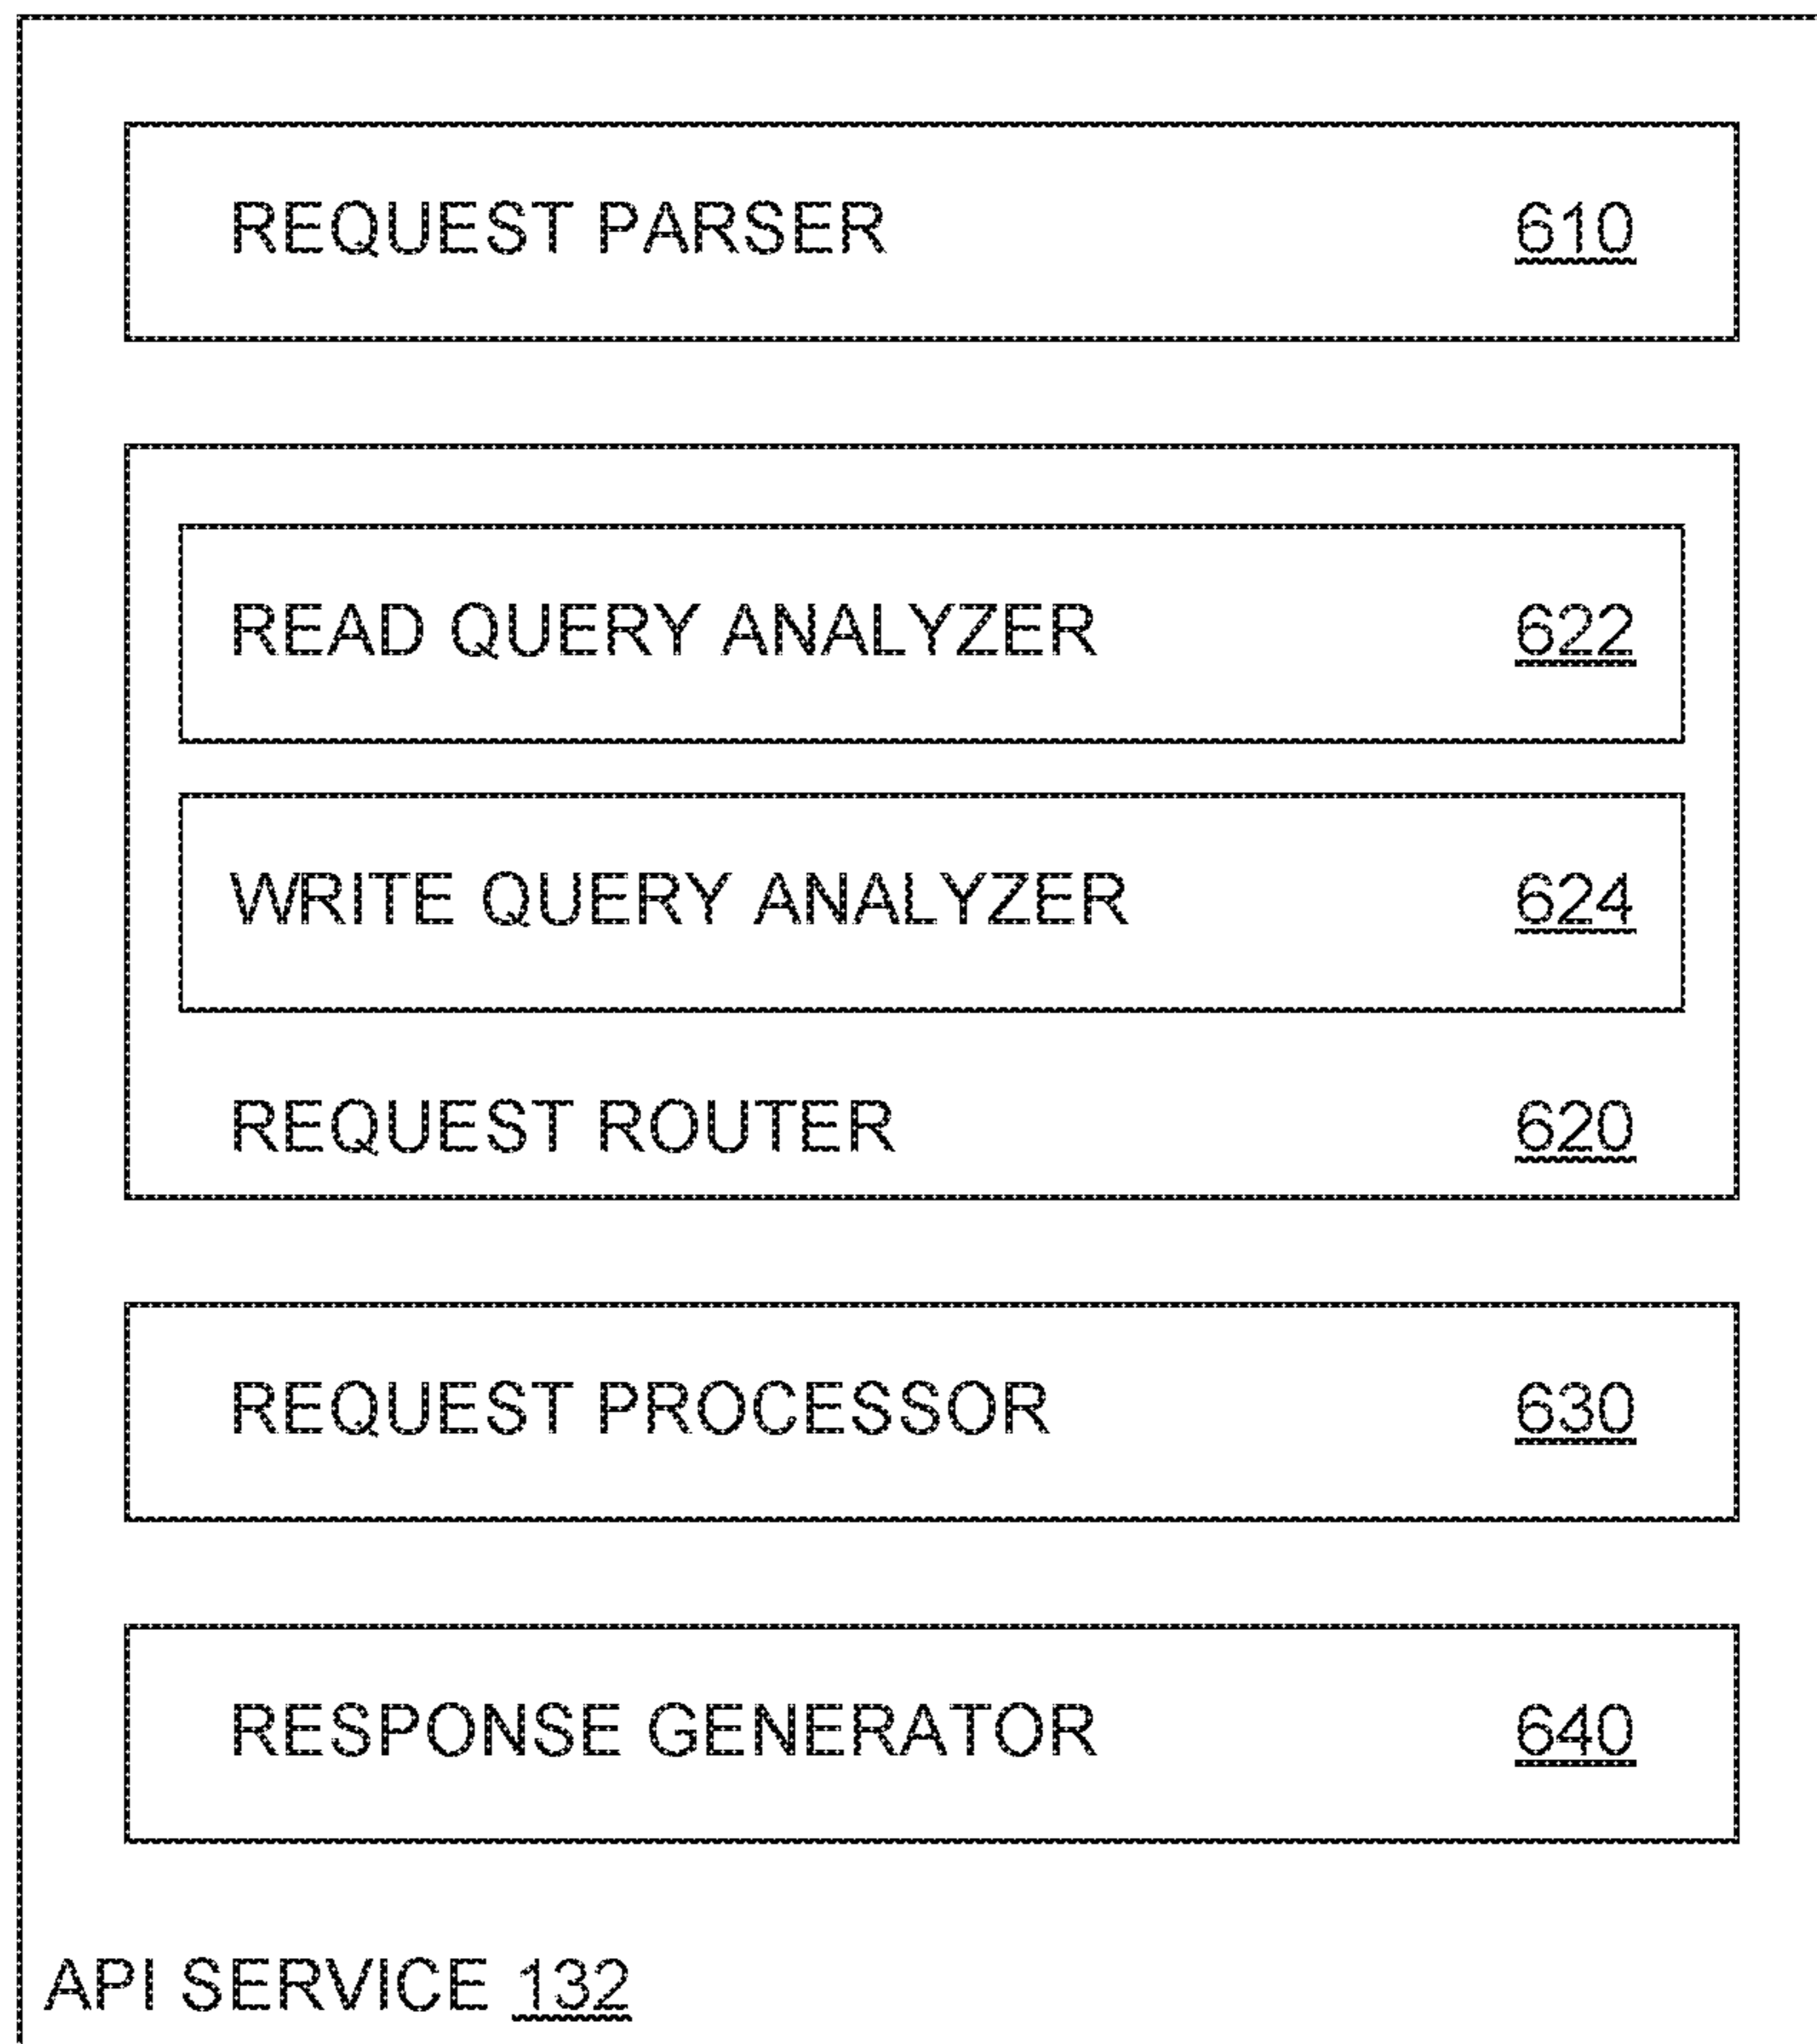 REQUEST PARSER 610
READ QUERY ANALYZER 622
WRITE QUERY ANALYZER 624
REQUEST ROUTER 620
REQUEST PROCESSOR 630
RESPONSE GENERATOR 640
API SERVICE 132